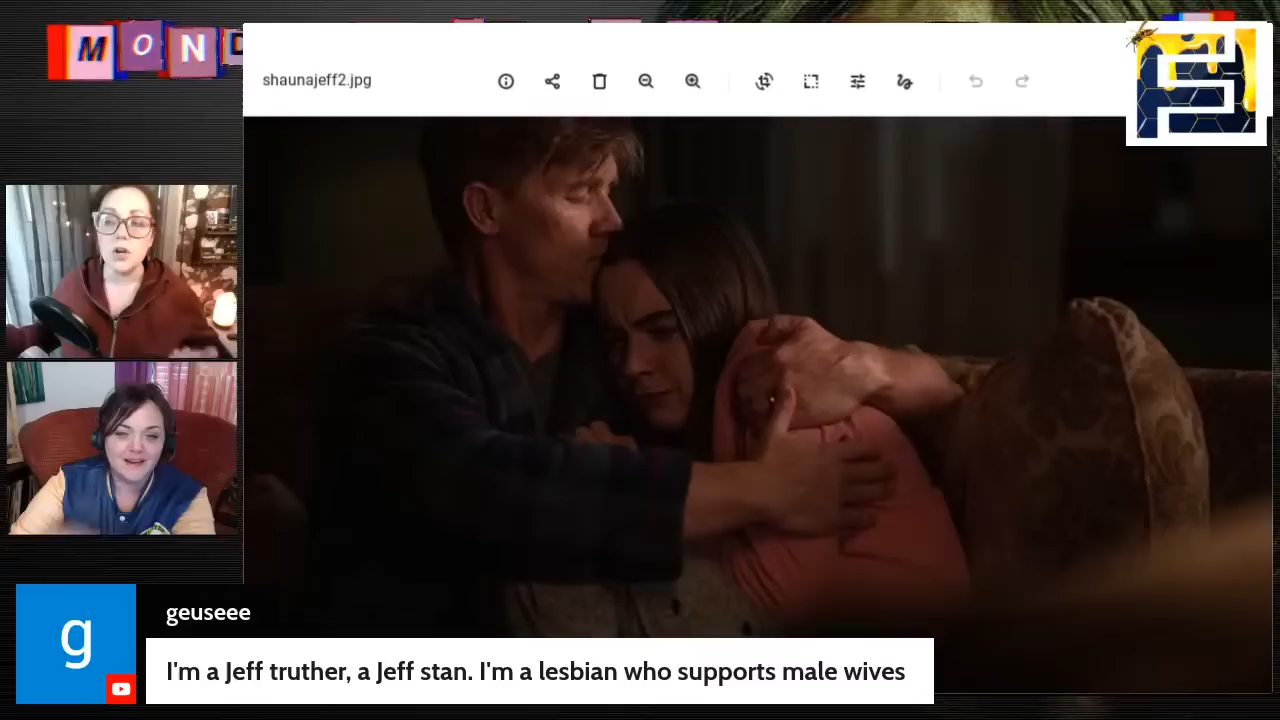 MOND
shaunajeff2.jpg
g
geuseee
I'm a Jeff truther, a Jeff stan. I'm a lesbian who supports male wives